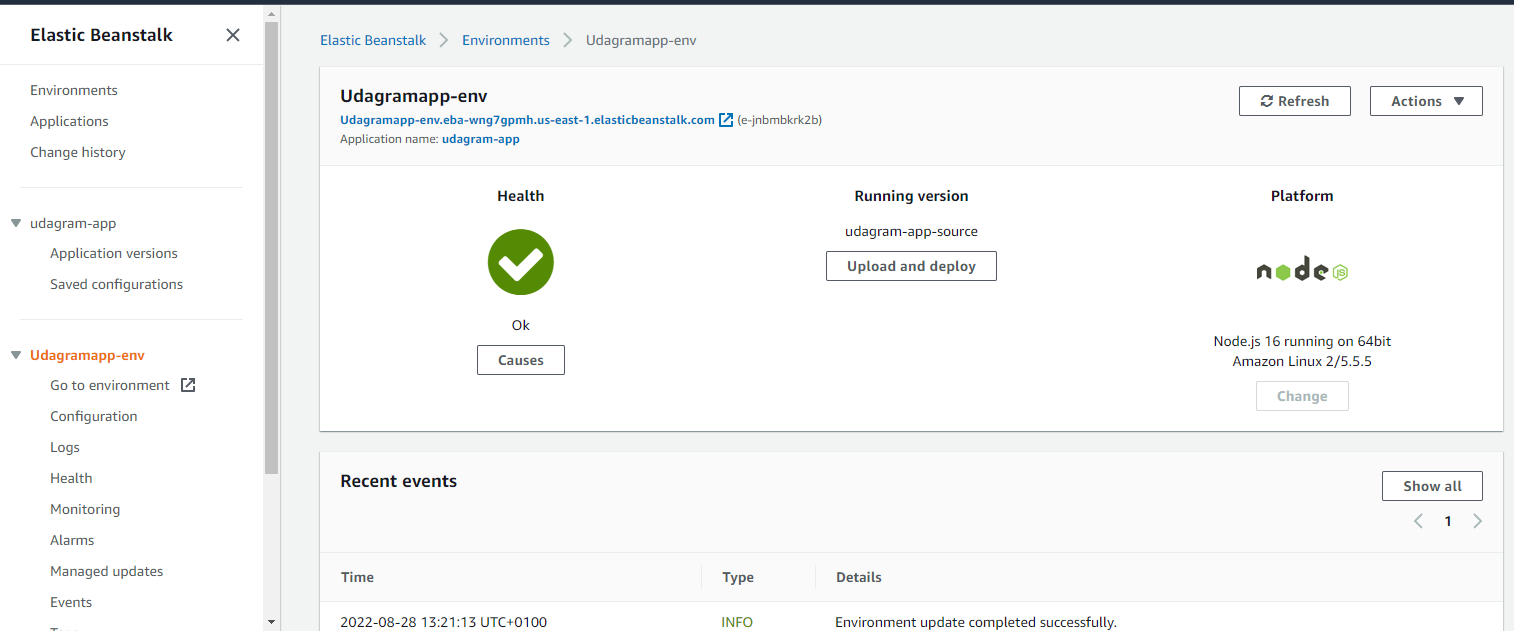 Elastic Beanstalk
Environments
Applications
Change history
udagram-app
Application versions
Saved configurations
Udagramapp-env
Go to environment
Configuration
Logs
Health
Monitoring
Alarms
Managed updates
Events
Elastic Beanstalk > Environments > Udagramapp-env
Udagramapp-env
Refresh
Actions
Udagramapp-env.eba-wng7gpmh.us-east-1.elasticbeanstalk.com (e-jnbmbkrk2b)
Application name: udagram-app
Health
Ok
Causes
Running version
udagram-app-source
Upload and deploy
Platform
node JS
Node.js 16 running on 64bit
Amazon Linux 2/5.5.5
Change
Recent events
Show all
1
Time Type Details
2022-08-28 13:21:13 UTC+0100 INFO Environment update completed successfully.